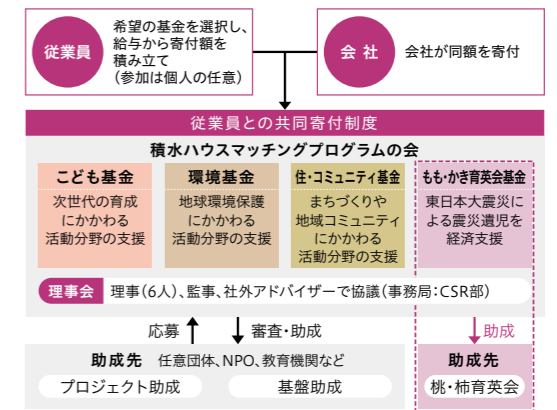 従業員
希望の基金を選択し、
給与から寄付額を
積み立て
（参加は個人の任意）
会社
会社が同額を寄付
従業員との共同寄付制度
積水ハウスマッチングプログラムの会
こども基金
次世代の育成
にかかわる
活動分野の支援
環境基金
地球環境保護
にかかわる
活動分野の支援
住・コミュニティ基金
まちづくりや
地域コミュニティ
にかかわる
活動分野の支援
もも・かき育英会基金
東日本大震災に
よる震災遺児を
経済支援
理事会 理事（6人）、監事、社外アドバイザーで協議（事務局：CSR部）
応募 審査・助成
助成
助成先 任意団体、NPO、教育機関など
プロジェクト助成 基盤助成
助成先
桃・柿育英会